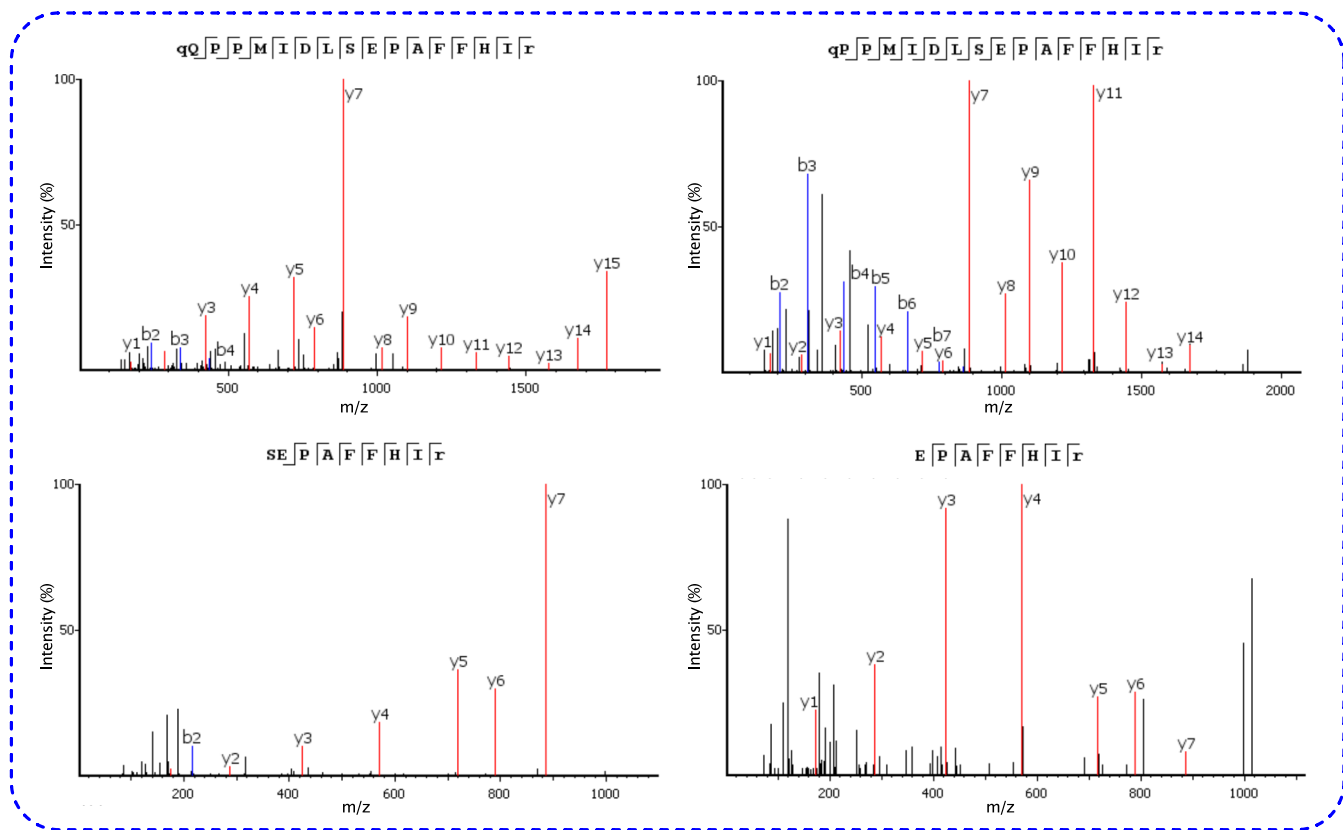 qQPPMIDLSEPAFFHIr
100
50
Intensity (%)
y1
b2
b3
y3
b4
y4
y5
y6
y7
y8
y9
y10
y11
y12
y13
y14
y15
500
1000
1500
m/z
qPPMIDLSEPAFFHIr
100
50
Intensity (%)
y1
b2
y2
b3
y3
b4
y4
b5
b6
y5
b7
y6
y7
y8
y9
y10
y11
y12
y13
y14
500
1000
1500
2000
m/z
SEPAFFHIr
100
50
Intensity (%)
b2
y2
y3
y4
y5
y6
y7
200
400
600
800
1000
m/z
EPAFFHIr
100
50
Intensity (%)
y1
y2
y3
y4
y5
y6
y7
200
400
600
800
1000
m/z